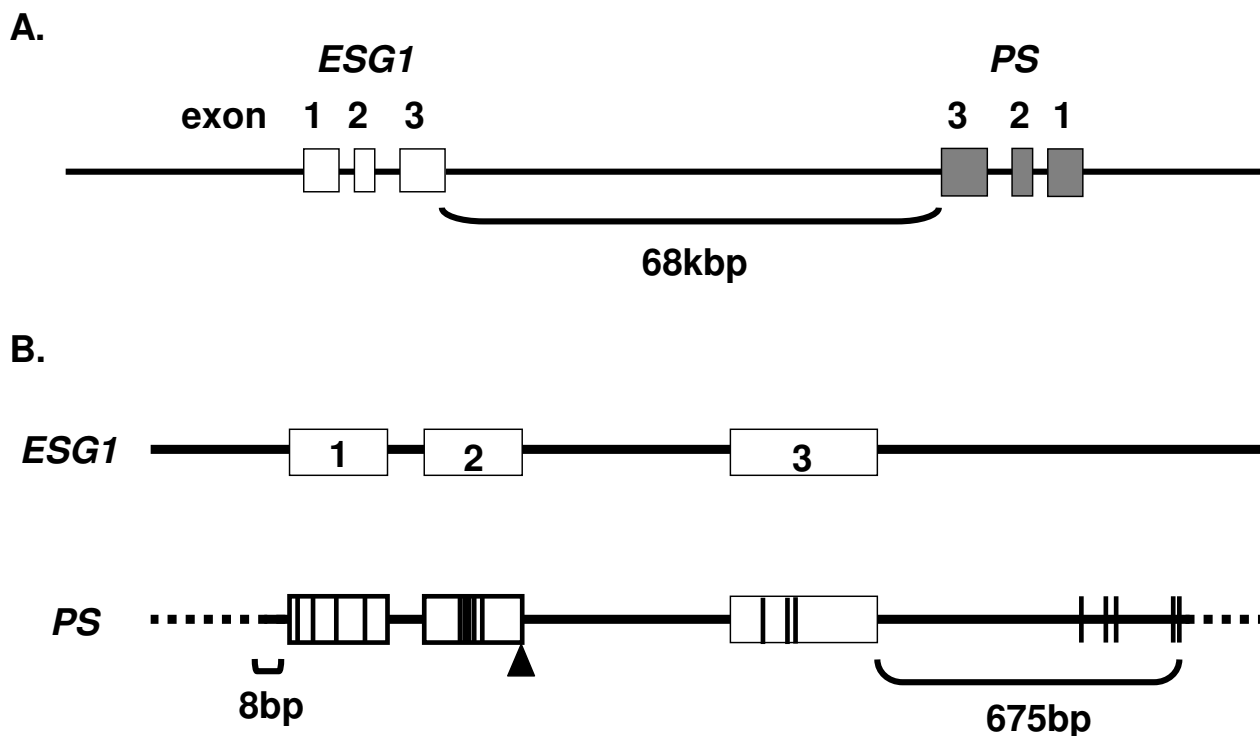 A.
ESG1 PS
exon 1 2 3 3 2 1
68kbp
B.
ESG1 1 2 3
PS
8bp
675bp